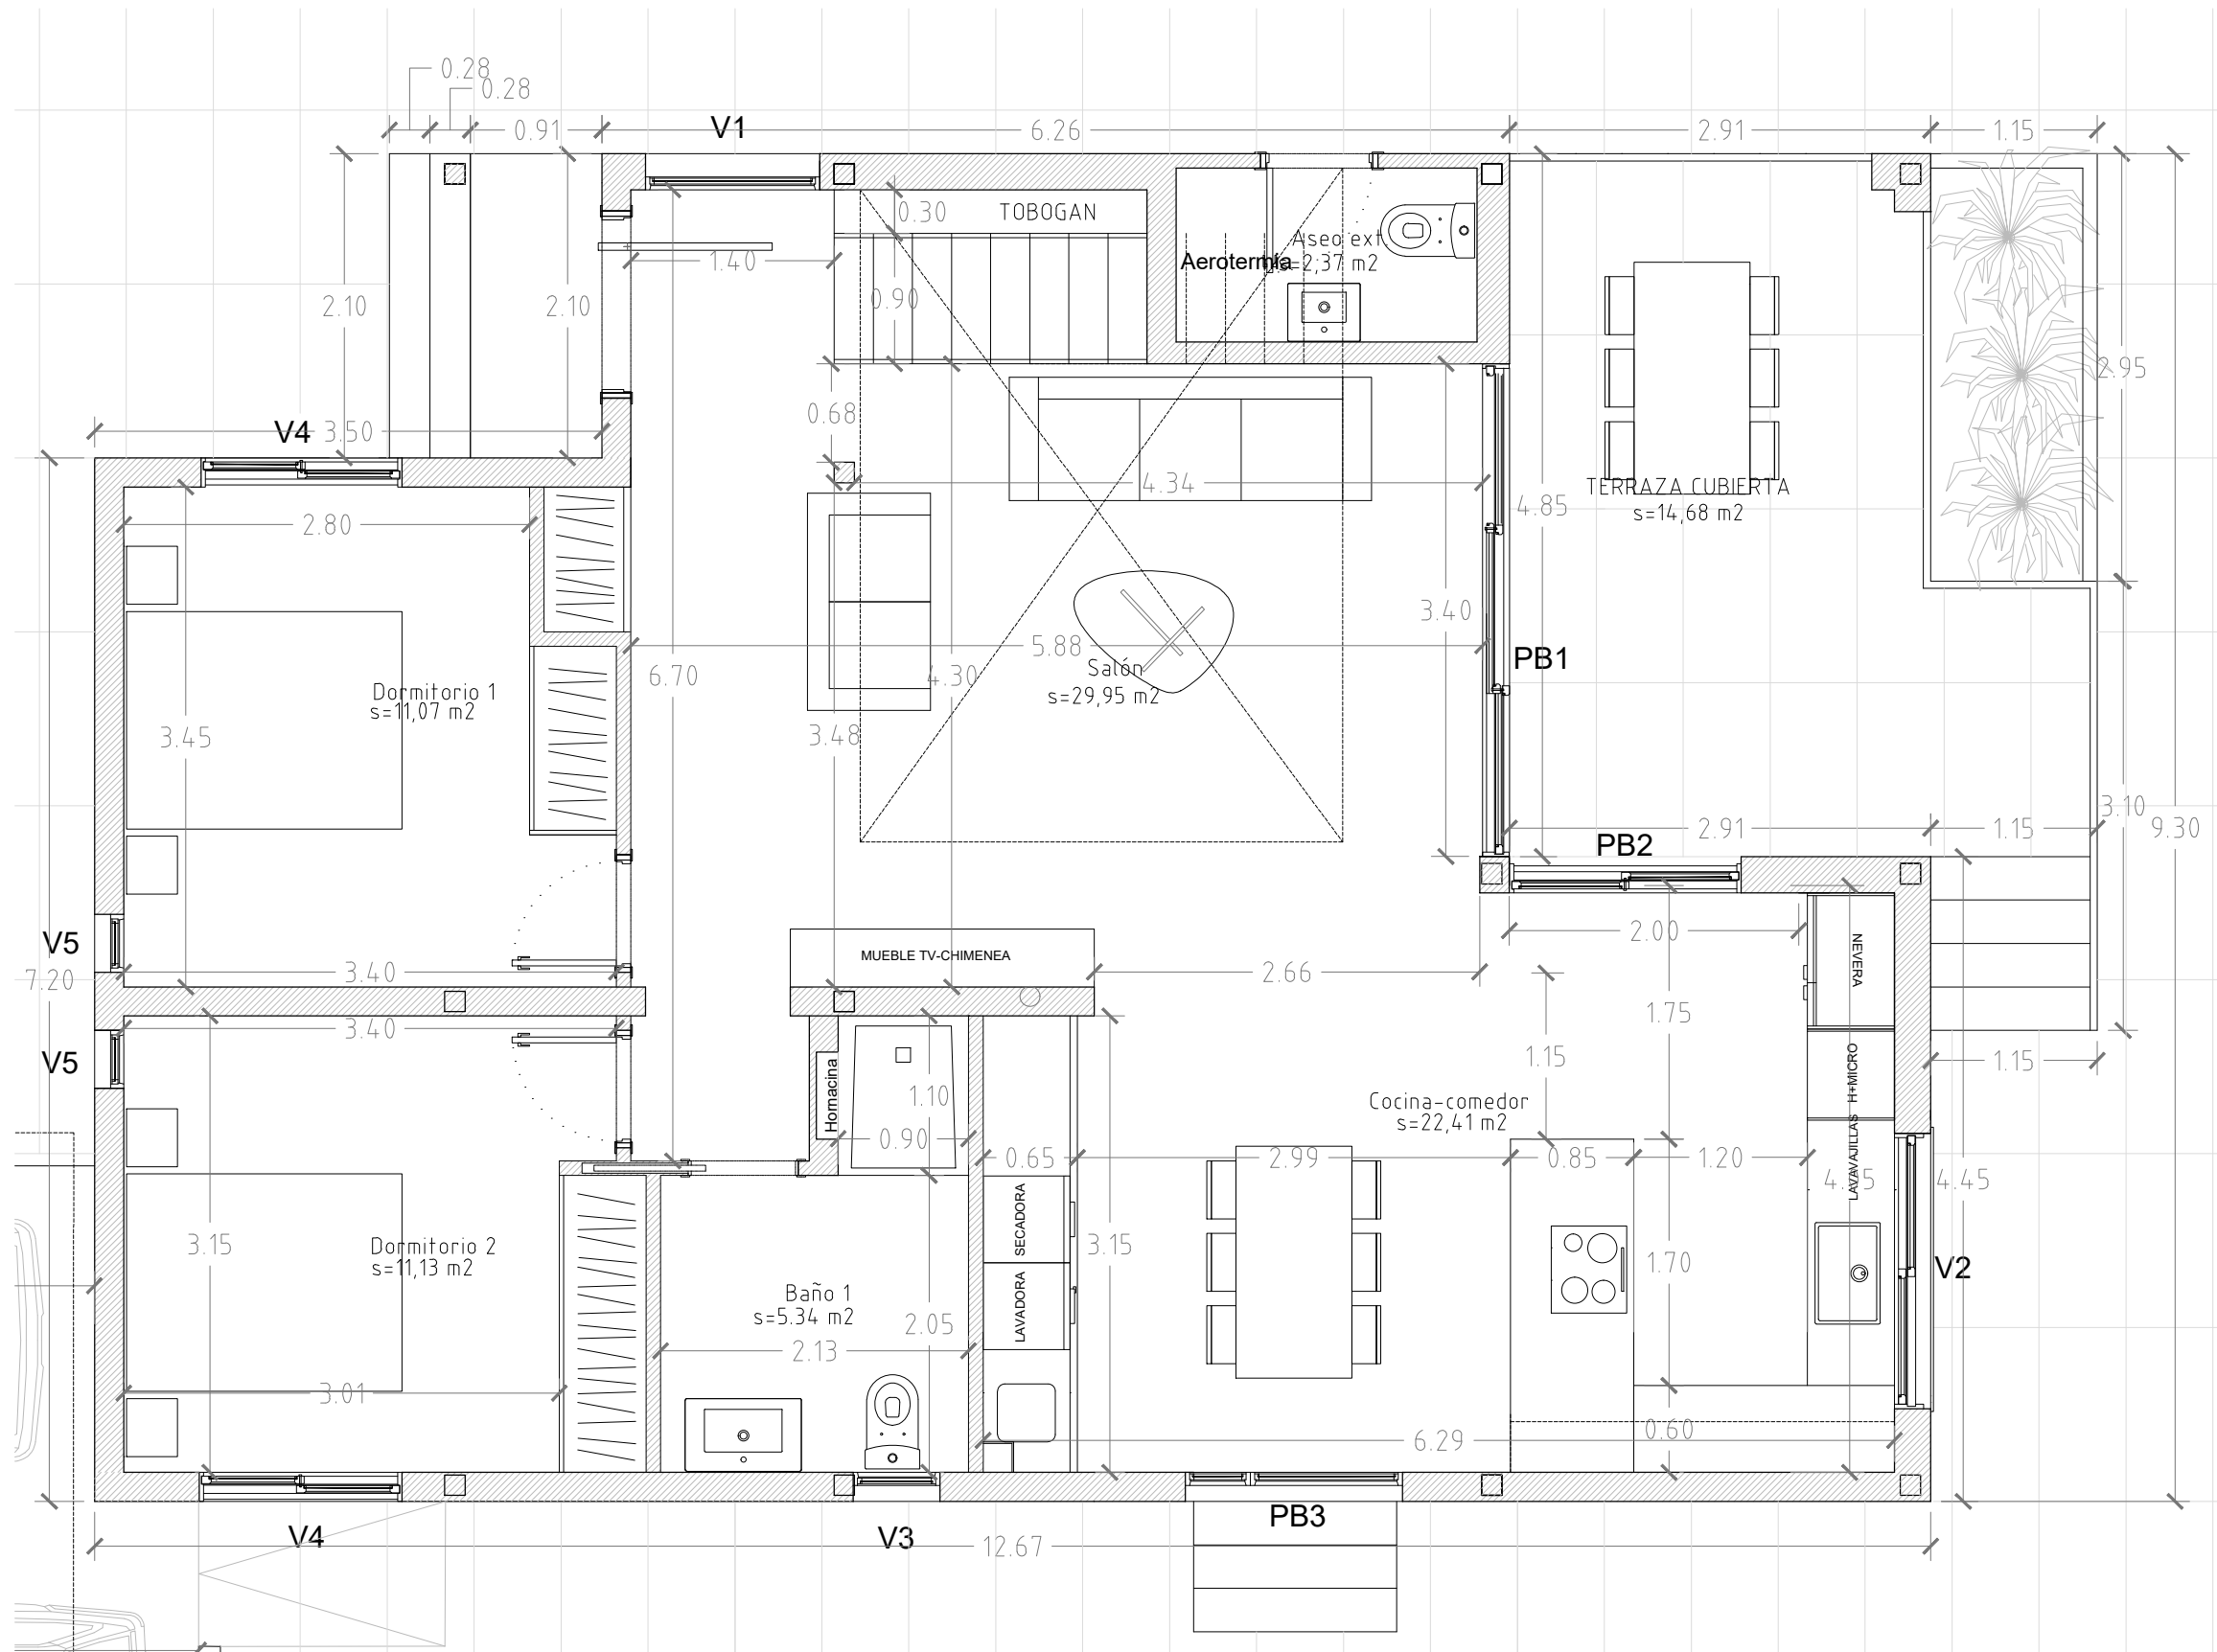 0.28
0.28
0.91
V1
6.26
2.91
1.15
0.30
TOBOGAN
Aseo ext.
s=2,37 m2
Aerotermia
1.40
0.90
2.10
2.10
2.95
0.68
V4
3.50
4.34
TERRAZA CUBIERTA
s=14,68 m2
4.85
2.80
3.40
5.88
PB1
Salón
s=29,95 m2
6.70
4.30
Dormitorio 1
s=11,07 m2
3.45
3.48
3.10
9.30
2.91
1.15
PB2
2.00
NEVERA
V5
7.20
3.40
MUEBLE TV-CHIMENEA
2.66
1.75
3.40
V5
1.15
1.15
H+MICRO
Hornacina
1.10
Cocina-comedor
s=22,41 m2
0.90
0.65
2.99
0.85
1.20
LAVAVAJILLAS
4.45
SECADORA
3.15
3.15
Dormitorio 2
s=11,13 m2
1.70
V2
Baño 1
s=5.34 m2
LAVADORA
2.05
2.13
3.01
6.29
0.60
PB3
V4
V3
12.67